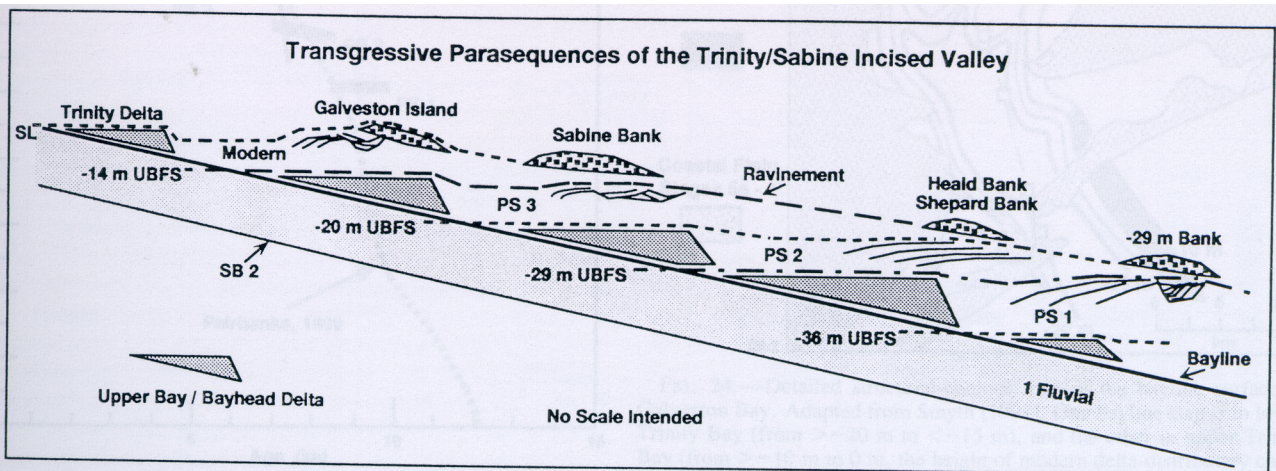 Transgressive Parasequences of the Trinity/Sabine Incised Valley
Trinity Delta
Galveston Island
SL
Sabine Bank
Modern
Ravinement
Heald Bank
Shepard Bank
-14 m UBFS
PS 3
-29 m Bank
-20 m UBFS
PS 2
SB 2
-29 m UBFS
PS 1
-36 m UBFS
Bayline
1 Fluvial
Upper Bay / Bayhead Delta
No Scale Intended